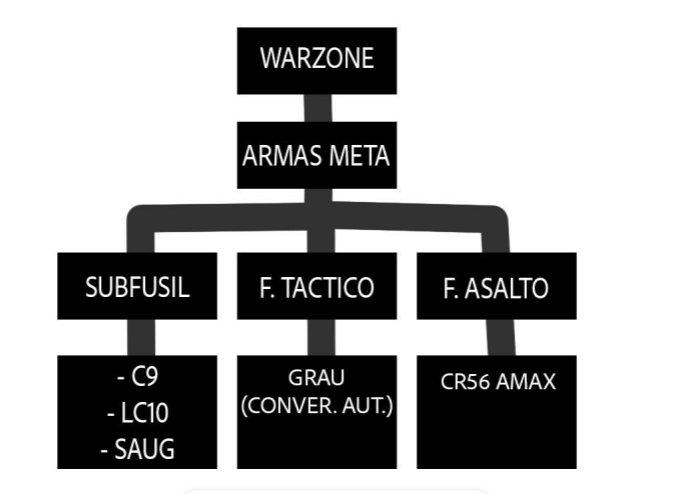 WARZONE
ARMAS META
SUBFUSIL
F. TACTICO
F. ASALTO
- C9
- LC10
- SAUG
GRAU
(CONVER. AUT.)
CR56 AMAX